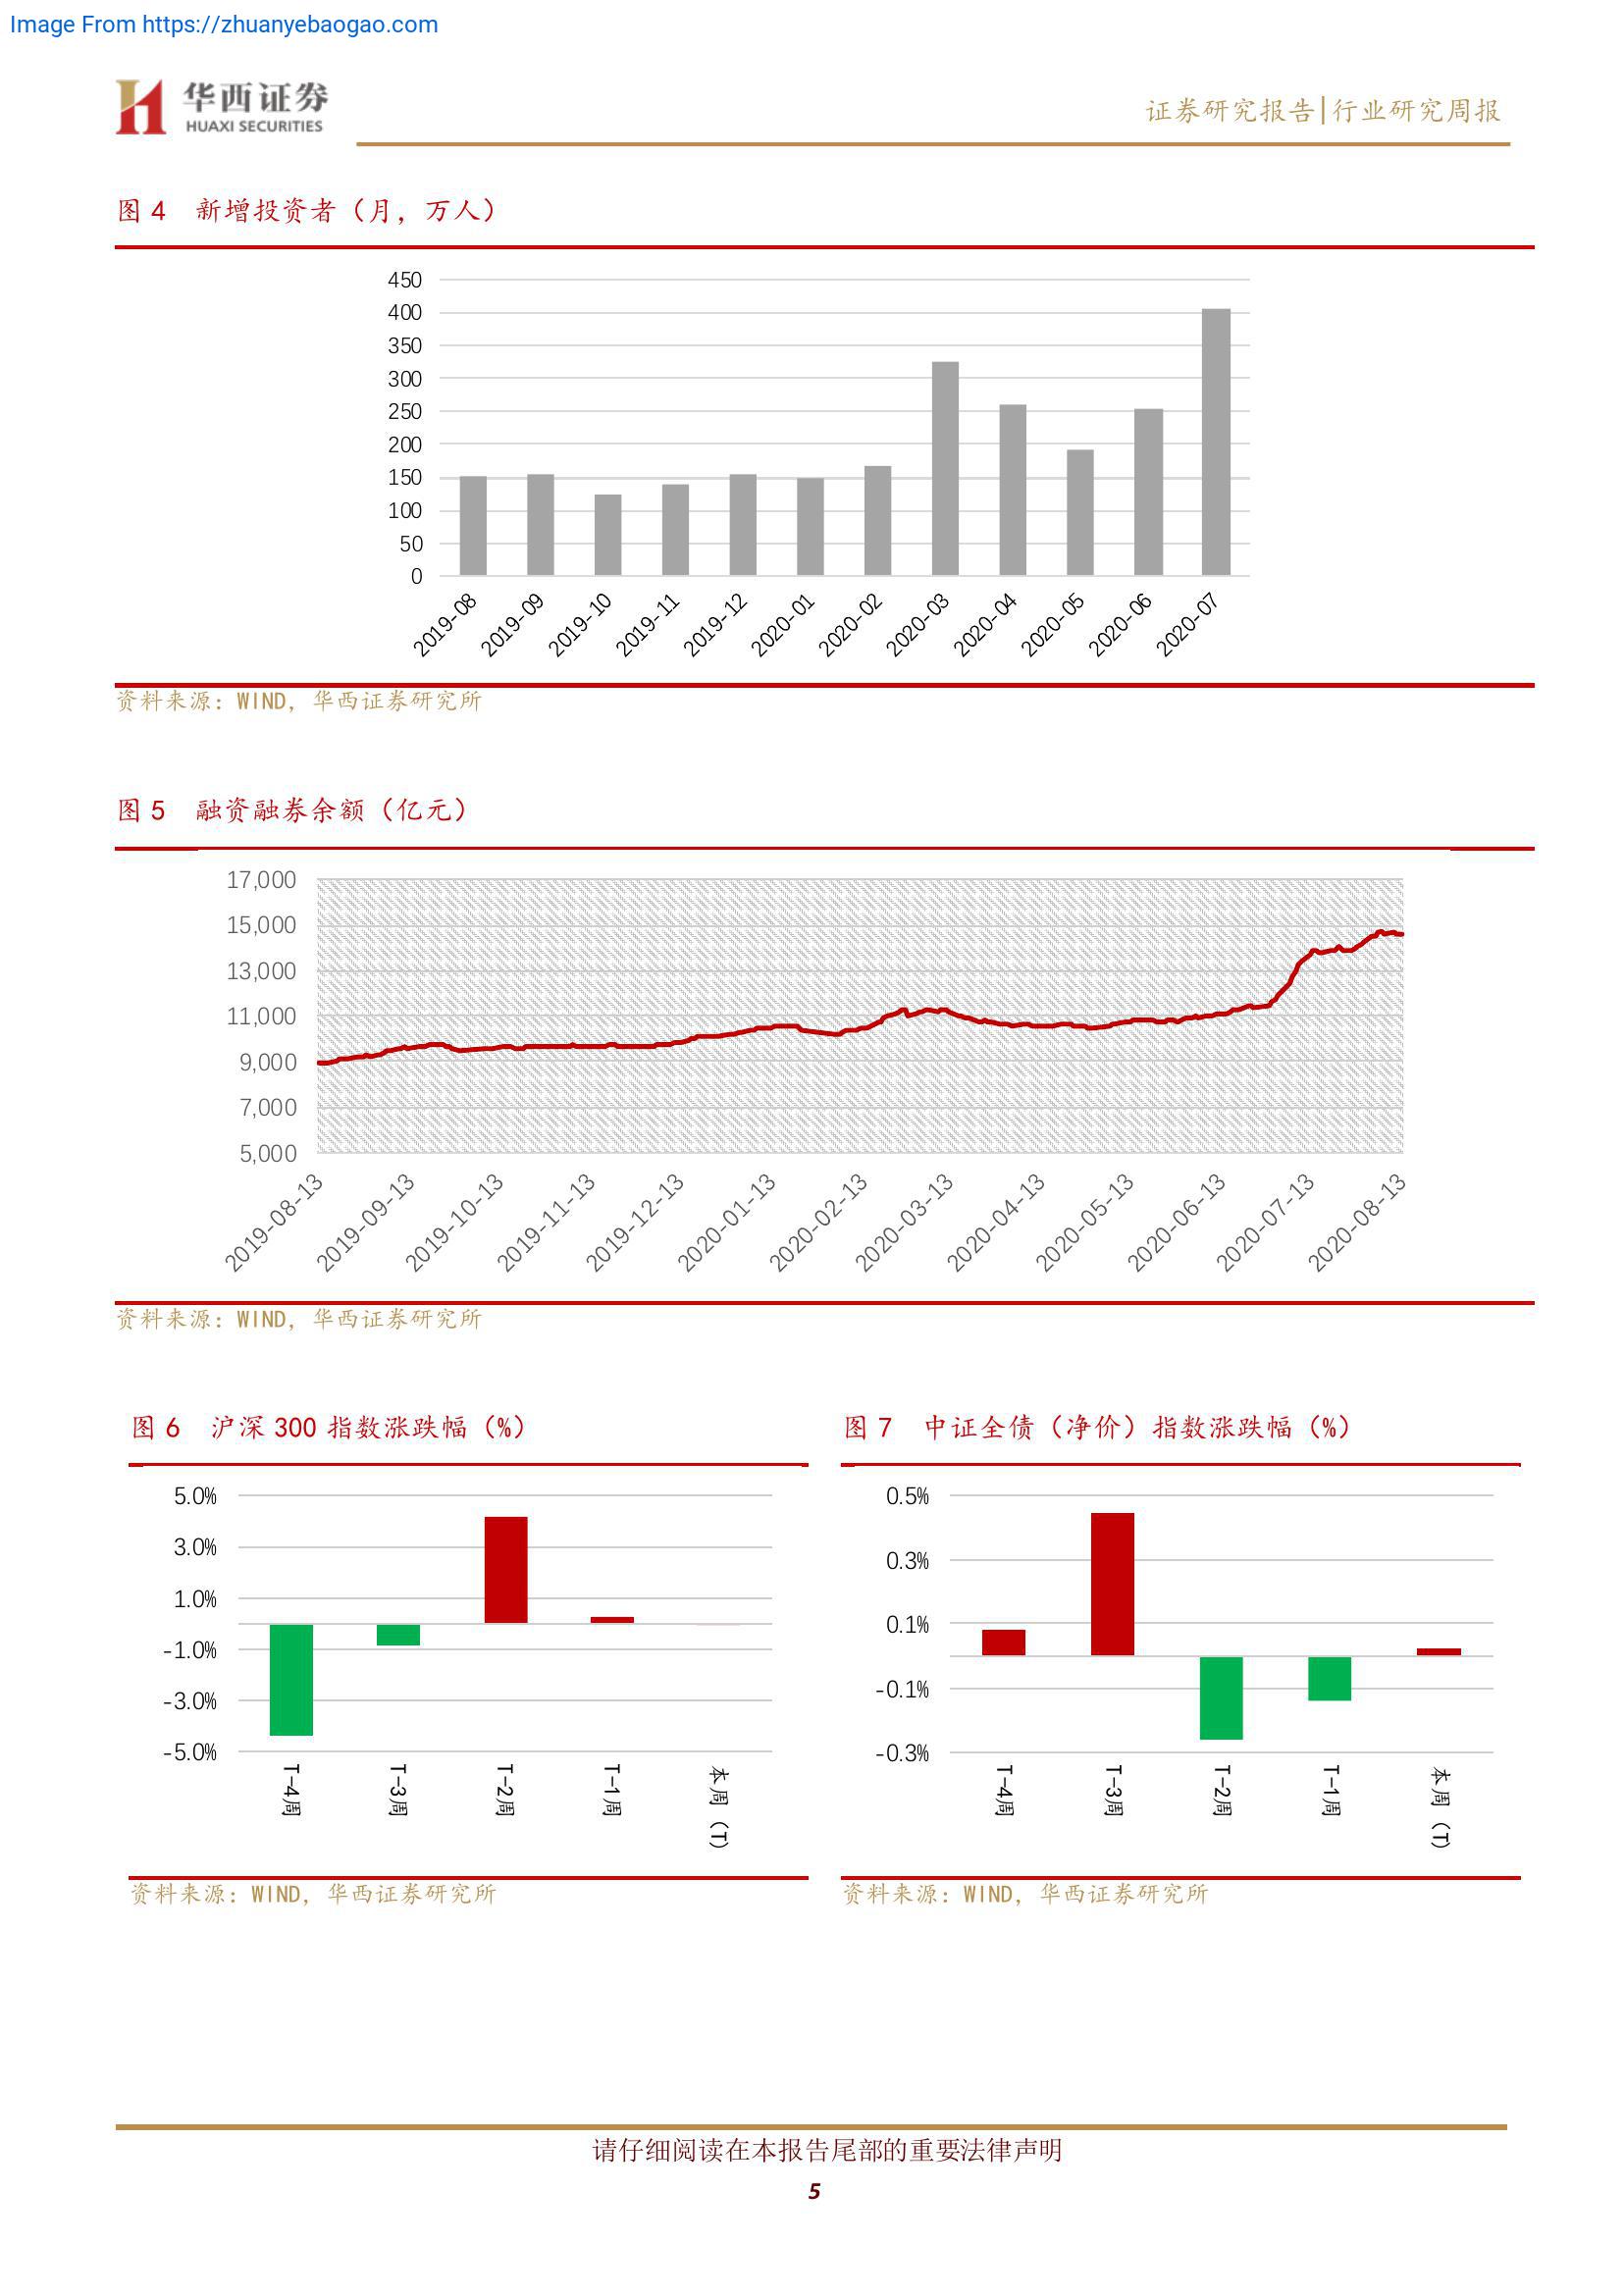 Image From https://zhuanyebaogao.com
华西证券
HUAXI SECURITIES
证券研究报告|行业研究周报
图 4 新增投资者（月，万人）
450
400
350
300
250
200
150
100
50
0
2019-08 2019-09 2019-10 2019-11 2019-12 2020-01 2020-02 2020-03 2020-04 2020-05 2020-06 2020-07
资料来源：WIND，华西证券研究所
图 5 融资融券余额（亿元）
17,000
15,000
13,000
11,000
9,000
7,000
5,000
2019-08-13 2019-09-13 2019-10-13 2019-11-13 2019-12-13 2020-01-13 2020-02-13 2020-03-13 2020-04-13 2020-05-13 2020-06-13 2020-07-13 2020-08-13
资料来源：WIND，华西证券研究所
图 6 沪深 300 指数涨跌幅（%）
5.0%
3.0%
1.0%
-1.0%
-3.0%
-5.0%
T-4周 T-3周 T-2周 T-1周 本周（T）
资料来源：WIND，华西证券研究所
图 7 中证全债（净价）指数涨跌幅（%）
0.5%
0.3%
0.1%
-0.1%
-0.3%
T-4周 T-3周 T-2周 T-1周 本周（T）
资料来源：WIND，华西证券研究所
请仔细阅读在本报告尾部的重要法律声明
5